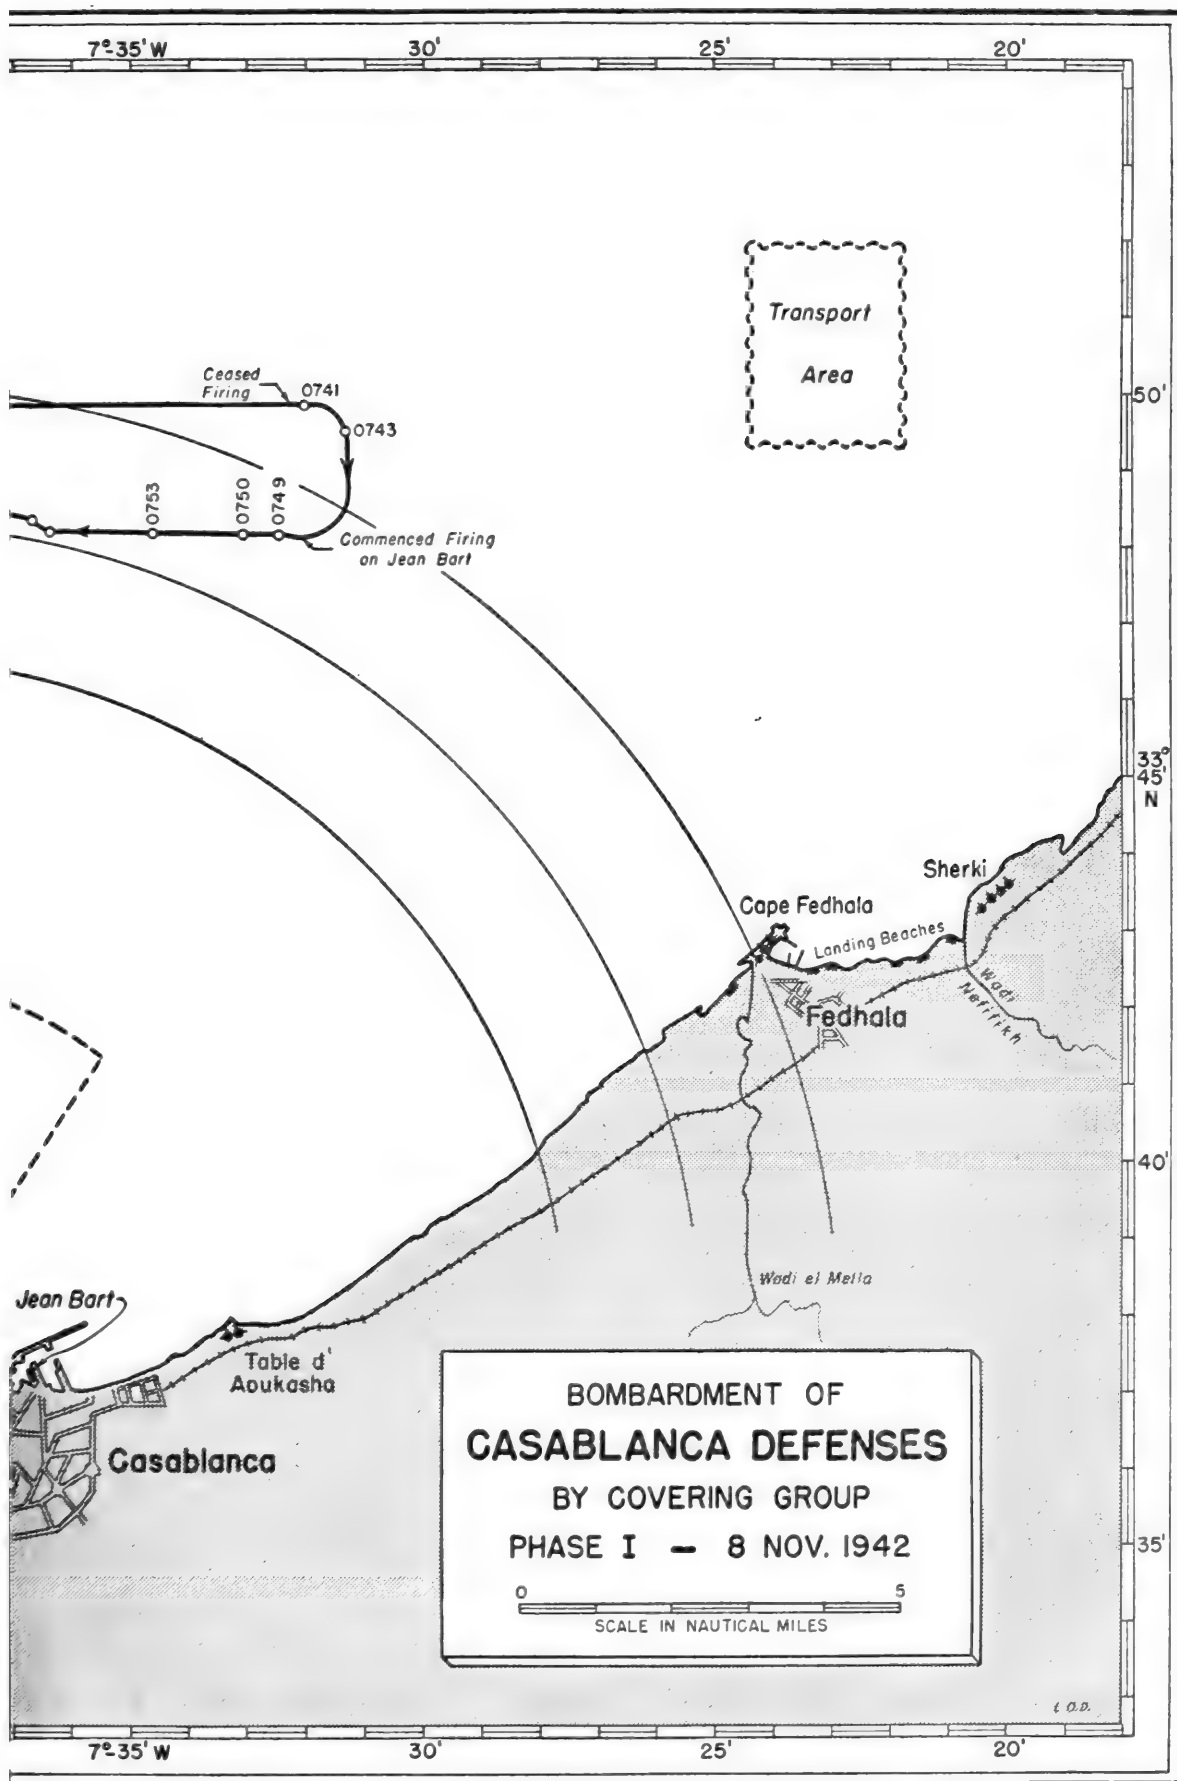 7°-35' W
30'
25'
20'
Transport
Area
Ceased
Firing
0741
0743
50'
0753
0750
0749
Commenced Firing
on Jean Bart
33°
45'
N
Sherki
Cape Fedhala
Landing Beaches
Wadi
Nefifikh
Fedhala
40'
Wadi el Mella
Jean Bart
Table d'
Aoukasha
Casablanca
BOMBARDMENT OF
CASABLANCA DEFENSES
BY COVERING GROUP
PHASE I — 8 NOV. 1942
0 5
SCALE IN NAUTICAL MILES
35'
7°-35' W
30'
25'
20'